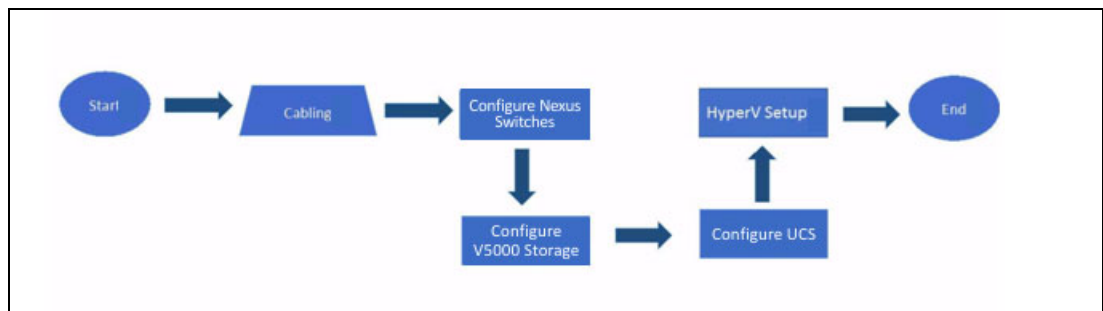 Start
Cabling
Configure Nexus
Switches
Configure
V5000 Storage
Configure UCS
HyperV Setup
End